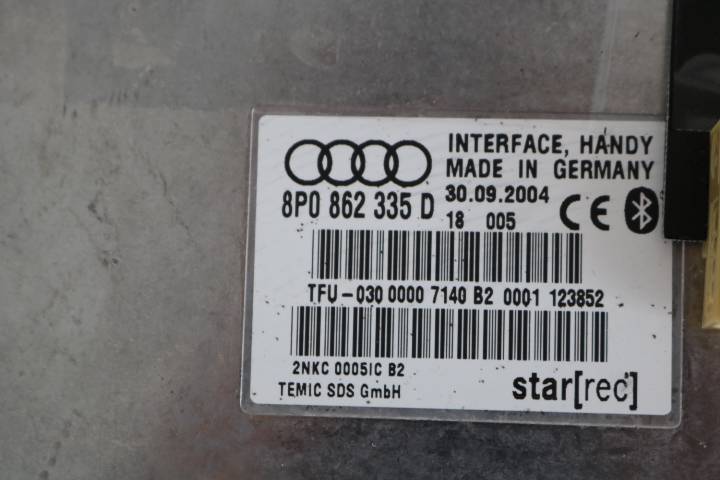 INTERFACE, HANDY
MADE IN GERMANY
30.09.2004
8P0 862 335 D
18 005
CE
TFU-030 0000 7140 B2 0001 123852
2NKC 0005IC B2
TEMIC SDS GmbH
star[rec]